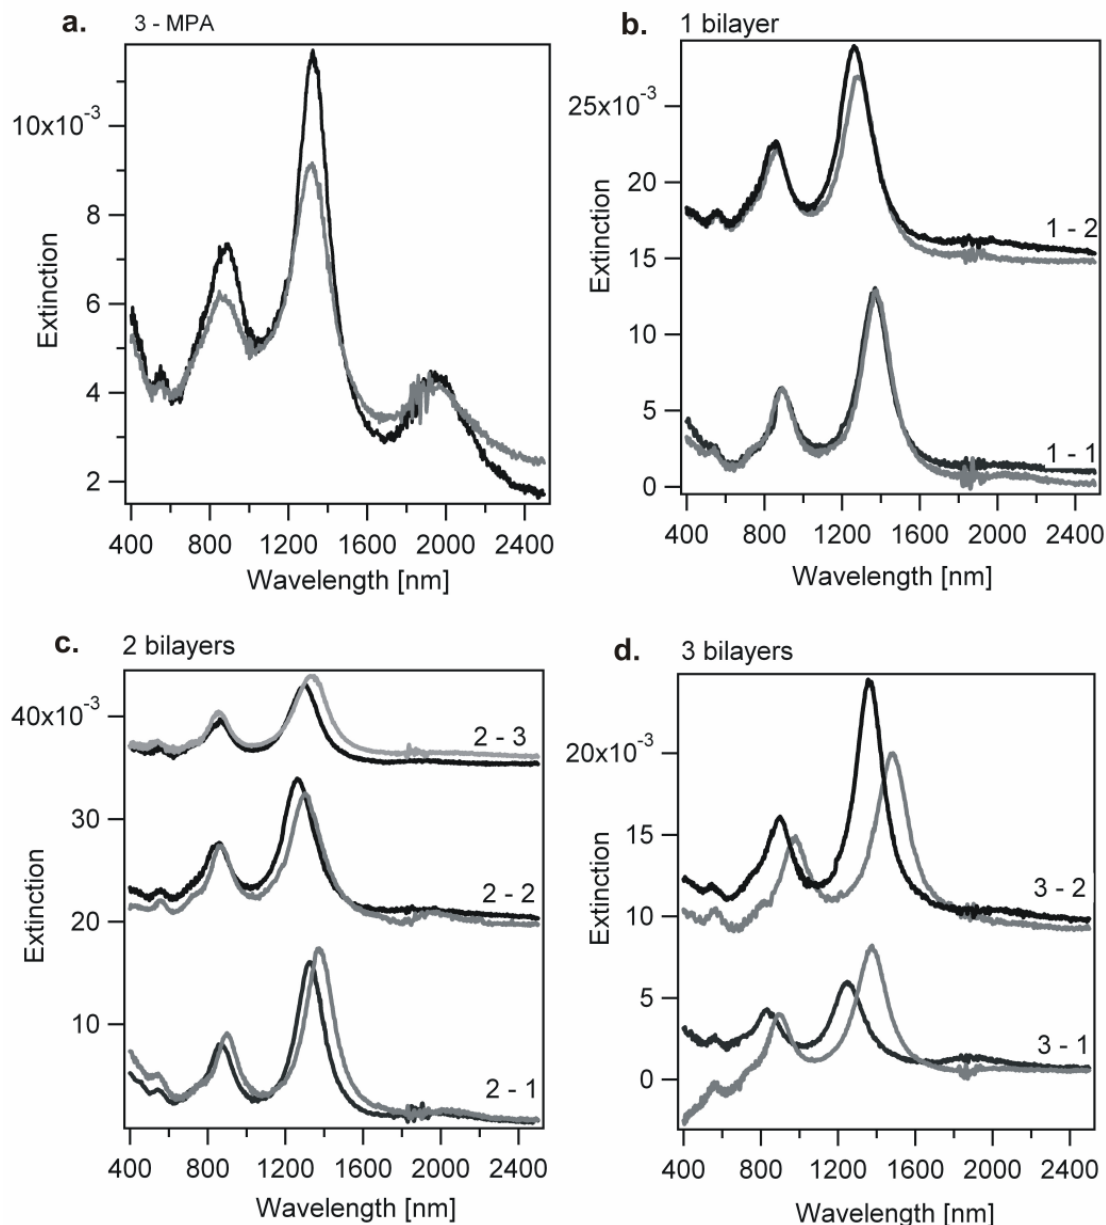 a. 3 - MPA
10x10-3
8
6
4
2
Extinction
400 800 1200 1600 2000 2400
Wavelength [nm]
b. 1 bilayer
25x10-3
20
15
10
5
0
Extinction
1 - 2
1 - 1
400 800 1200 1600 2000 2400
Wavelength [nm]
c. 2 bilayers
40x10-3
30
20
10
Extinction
2 - 3
2 - 2
2 - 1
400 800 1200 1600 2000 2400
Wavelength [nm]
d. 3 bilayers
20x10-3
15
10
5
0
Extinction
3 - 2
3 - 1
400 800 1200 1600 2000 2400
Wavelength [nm]